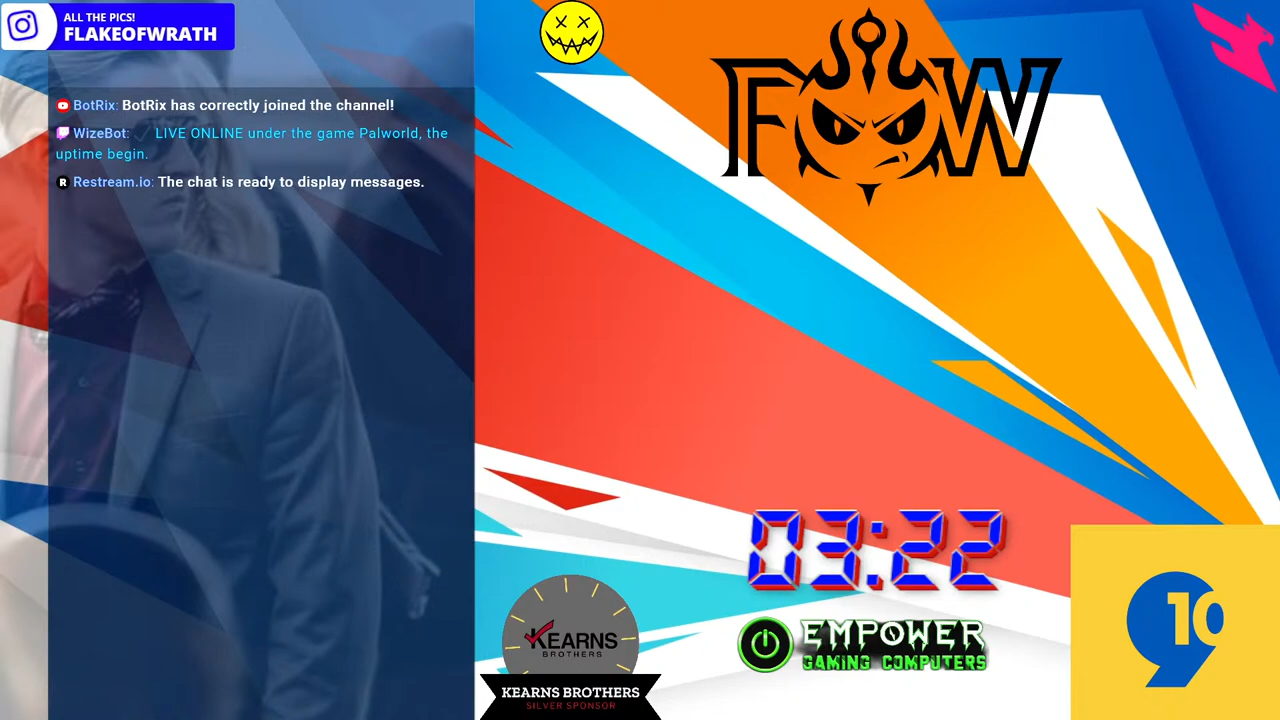 ALL THE PICS!
FLAKEOFWRATH
BotRix: BotRix has correctly joined the channel!
WizeBot: LIVE ONLINE under the game Palworld, the
uptime begin.
Restream.io: The chat is ready to display messages.
FOW
03:22
KEARNS
BROTHERS
KEARNS BROTHERS
SILVER SPONSOR
EMPOWER
GAMING COMPUTERS
910